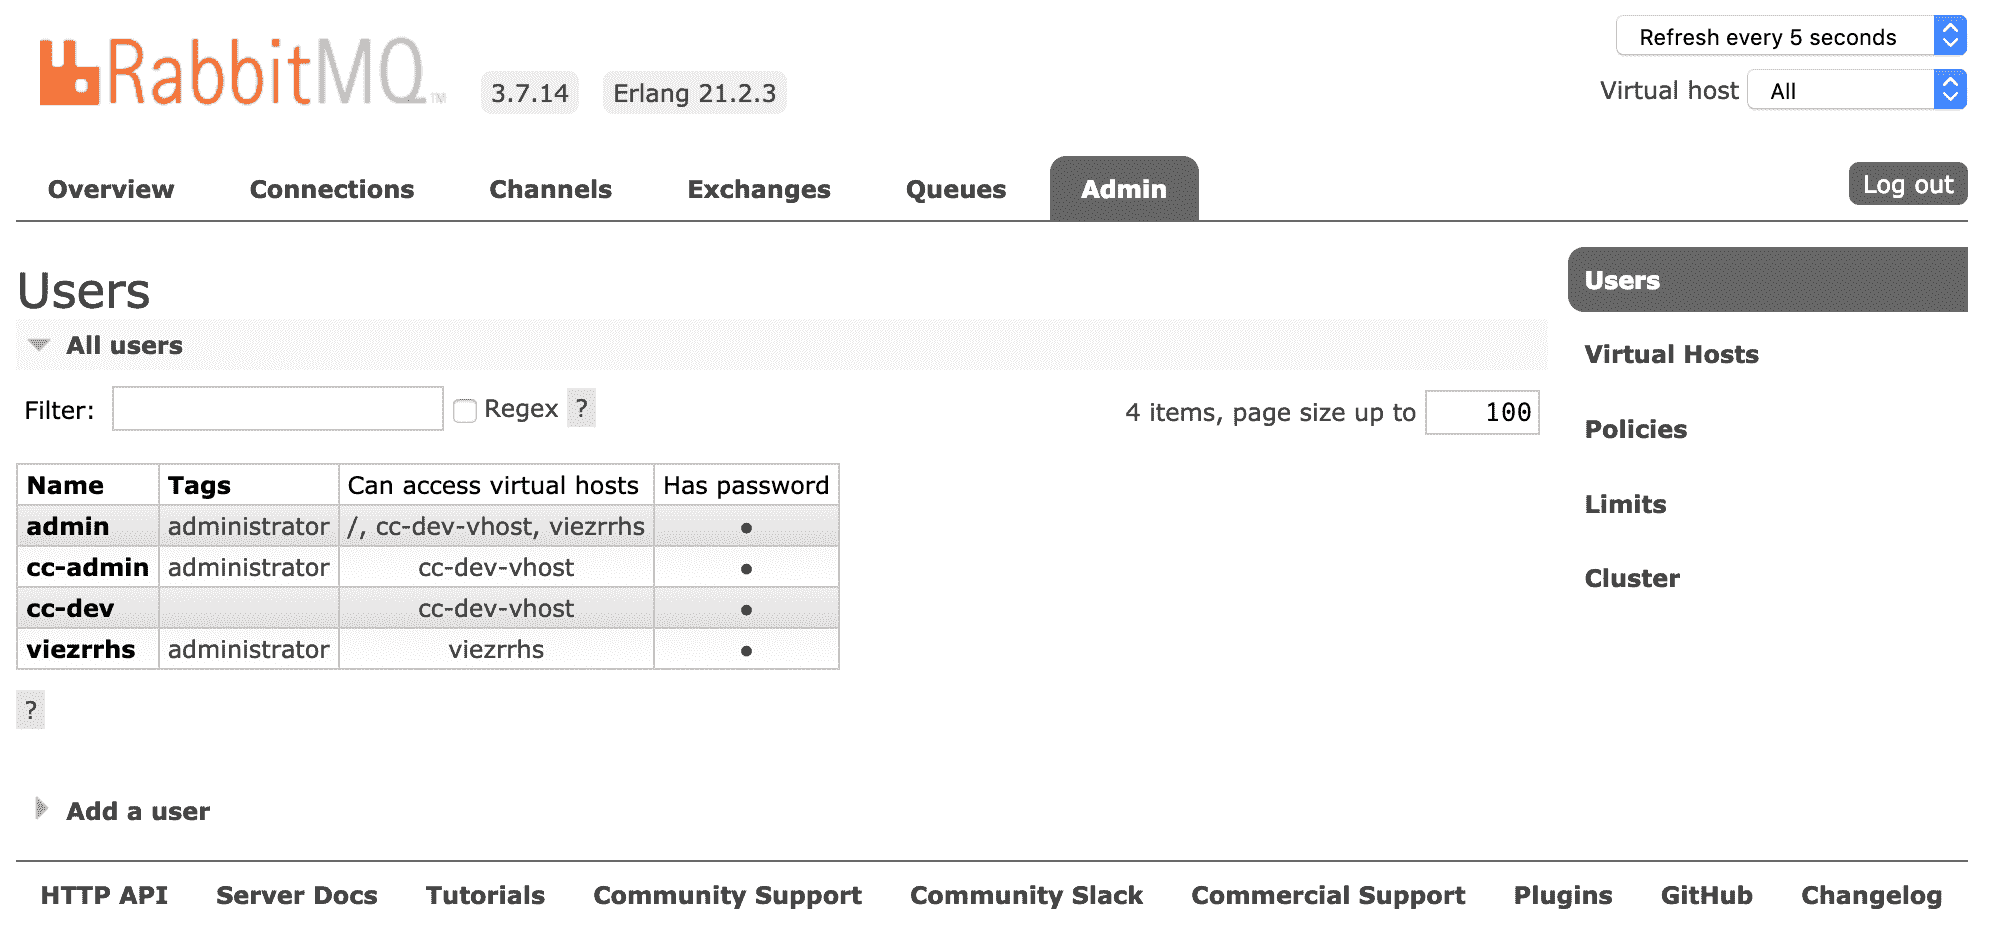 RabbitMQ™ 3.7.14 Erlang 21.2.3
Refresh every 5 seconds
Virtual host All
Overview Connections Channels Exchanges Queues Admin Log out
Users
All users
Filter: Regex ? 4 items, page size up to 100
Name Tags Can access virtual hosts Has password
admin administrator /, cc-dev-vhost, viezrrhs •
cc-admin administrator cc-dev-vhost •
cc-dev cc-dev-vhost •
viezrrhs administrator viezrrhs •
?
Add a user
Users
Virtual Hosts
Policies
Limits
Cluster
HTTP API Server Docs Tutorials Community Support Community Slack Commercial Support Plugins GitHub Changelog